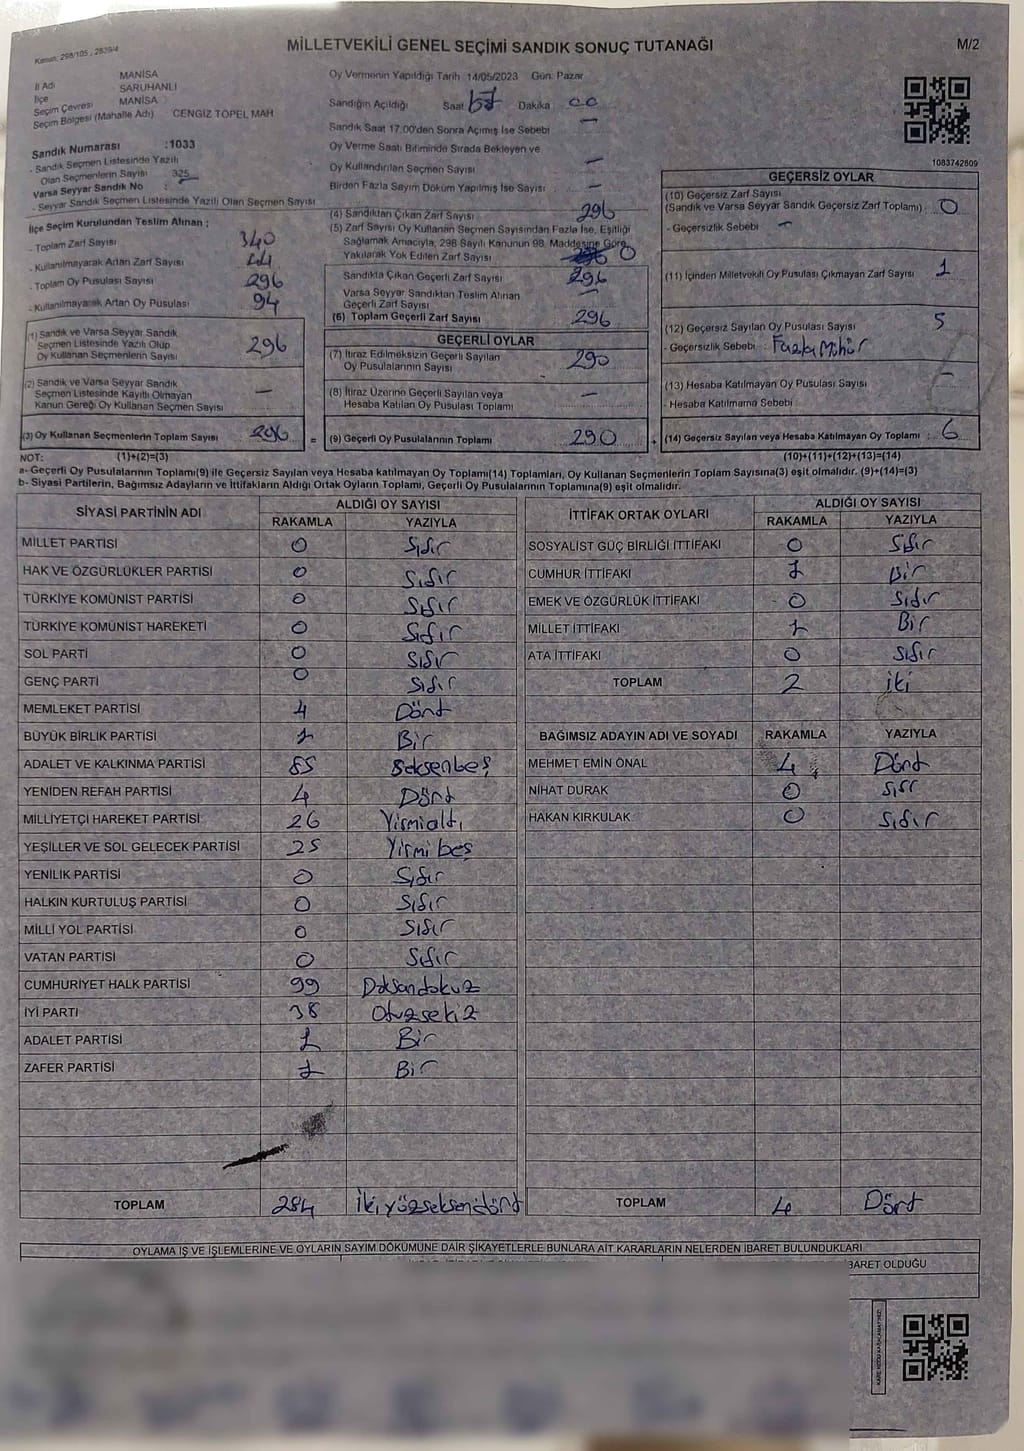 Kanun, 298/105 , 2839/4
MİLLETVEKİLİ GENEL SEÇİMİ SANDIK SONUÇ TUTANAĞI
M/2
İl Adı MANİSA
İlçe SARUHANLI
Seçim Çevresi MANİSA
Seçim Bölgesi (Mahalle Adı) CENGİZ TOPEL MAH
Sandık Numarası :1033
- Sandık Seçmen Listesinde Yazılı
Olan Seçmenlerin Sayısı 325
Varsa Seyyar Sandık No :
- Seyyar Sandık Seçmen Listesinde Yazılı Olan Seçmen Sayısı
İlçe Seçim Kurulundan Teslim Alınan ;
- Toplam Zarf Sayısı 340
- Kullanılmayarak Artan Zarf Sayısı 44
- Toplam Oy Pusulası Sayısı 296
- Kullanılmayarak Artan Oy Pusulası 94
(1) Sandık ve Varsa Seyyar Sandık
Seçmen Listesinde Yazılı Olup
Oy Kullanan Seçmenlerin Sayısı 296
(2) Sandık ve Varsa Seyyar Sandık
Seçmen Listesinde Kayıtlı Olmayan
Kanun Gereği Oy Kullanan Seçmen Sayısı —
(3) Oy Kullanan Seçmenlerin Toplam Sayısı : 296 =
Oy Vermenin Yapıldığı Tarih :14/05/2023 Gün: Pazar
Sandığın Açıldığı Saat Dakika
Sandık Saat 17.00'den Sonra Açımış İse Sebebi —
Oy Verme Saati Bitiminde Sırada Bekleyen ve
Oy Kullandırılan Seçmen Sayısı —
Birden Fazla Sayım Döküm Yapılmış İse Sayısı —
(4) Sandıktan Çıkan Zarf Sayısı 296
(5) Zarf Sayısı Oy Kullanan Seçmen Sayısından Fazla İse, Eşitliği
Sağlamak Amacıyla, 298 Sayılı Kanunun 98. Maddesine Göre
Yakılarak Yok Edilen Zarf Sayısı 0
Sandıkta Çıkan Geçerli Zarf Sayısı 296
Varsa Seyyar Sandıktan Teslim Alınan
Geçerli Zarf Sayısı —
(6) Toplam Geçerli Zarf Sayısı 296
GEÇERLİ OYLAR
(7) İtiraz Edilmeksizin Geçerli Sayılan
Oy Pusulalarının Sayısı 290
(8) İtiraz Üzerine Geçerli Sayılan veya
Hesaba Katılan Oy Pusulası Toplamı —
(9) Geçerli Oy Pusulalarının Toplamı 290 +
1083742809
GEÇERSİZ OYLAR
(10) Geçersiz Zarf Sayısı
(Sandık ve Varsa Seyyar Sandık Geçersiz Zarf Toplamı) : 0
- Geçersizlik Sebebi —
(11) İçinden Milletvekili Oy Pusulası Çıkmayan Zarf Sayısı 1
(12) Geçersiz Sayılan Oy Pusulası Sayısı 5
- Geçersizlik Sebebi : Fazla Mühür
(13) Hesaba Katılmayan Oy Pusulası Sayısı —
- Hesaba Katılmama Sebebi
(14) Geçersiz Sayılan veya Hesaba Katılmayan Oy Toplamı : 6
NOT: (1)+(2)=(3) (10)+(11)+(12)+(13)=(14)
a- Geçerli Oy Pusulalarının Toplamı(9) ile Geçersiz Sayılan veya Hesaba katılmayan Oy Toplamı(14) Toplamları, Oy Kullanan Seçmenlerin Toplam Sayısına(3) eşit olmalıdır. (9)+(14)=(3)
b- Siyasi Partilerin, Bağımsız Adayların ve İttifakların Aldığı Ortak Oyların Toplamı, Geçerli Oy Pusulalarının Toplamına(9) eşit olmalıdır.
SİYASİ PARTİNİN ADI ALDIĞI OY SAYISI
RAKAMLA YAZIYLA
MİLLET PARTİSİ 0 Sıfır
HAK VE ÖZGÜRLÜKLER PARTİSİ 0 Sıfır
TÜRKİYE KOMÜNİST PARTİSİ 0 Sıfır
TÜRKİYE KOMÜNİST HAREKETİ 0 Sıfır
SOL PARTİ 0 Sıfır
GENÇ PARTİ 0 Sıfır
MEMLEKET PARTİSİ 4 Dört
BÜYÜK BİRLİK PARTİSİ 1 Bir
ADALET VE KALKINMA PARTİSİ 85 Seksenbeş
YENİDEN REFAH PARTİSİ 4 Dört
MİLLİYETÇİ HAREKET PARTİSİ 26 Yirmialtı
YEŞİLLER VE SOL GELECEK PARTİSİ 25 Yirmi beş
YENİLİK PARTİSİ 0 Sıfır
HALKIN KURTULUŞ PARTİSİ 0 Sıfır
MİLLİ YOL PARTİSİ 0 Sıfır
VATAN PARTİSİ 0 Sıfır
CUMHURİYET HALK PARTİSİ 99 Doksandokuz
İYİ PARTİ 38 Otuzsekiz
ADALET PARTİSİ 1 Bir
ZAFER PARTİSİ 1 Bir
TOPLAM 284 İkiyüzseksendört
İTTİFAK ORTAK OYLARI ALDIĞI OY SAYISI
RAKAMLA YAZIYLA
SOSYALİST GÜÇ BİRLİĞİ İTTİFAKI 0 Sıfır
CUMHUR İTTİFAKI 1 Bir
EMEK VE ÖZGÜRLÜK İTTİFAKI 0 Sıfır
MİLLET İTTİFAKI 1 Bir
ATA İTTİFAKI 0 Sıfır
TOPLAM 2 iki
BAĞIMSIZ ADAYIN ADI VE SOYADI RAKAMLA YAZIYLA
MEHMET EMİN ÖNAL 4 Dört
NİHAT DURAK 0 Sıfr
HAKAN KIRKULAK 0 Sıfır
TOPLAM 4 Dört
OYLAMA İŞ VE İŞLEMLERİNE VE OYLARIN SAYIM DÖKÜMÜNE DAİR ŞİKAYETLERLE BUNLARA AİT KARARLARIN NELERDEN İBARET BULUNDUKLARI
BARET OLDUĞU